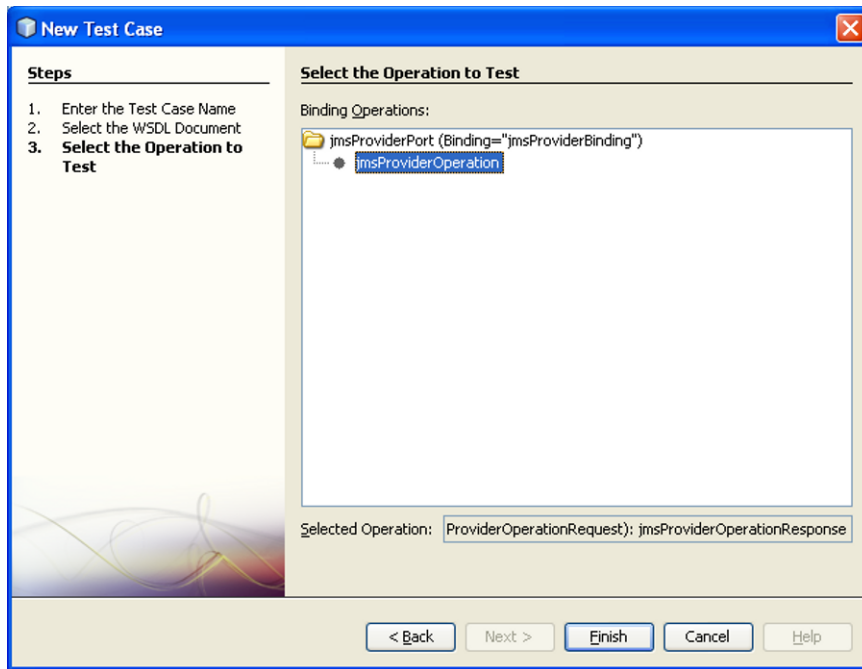 New Test Case
Steps
1. Enter the Test Case Name
2. Select the WSDL Document
3. Select the Operation to
Test
Select the Operation to Test
Binding Operations:
jmsProviderPort (Binding="jmsProviderBinding")
jmsProviderOperation
Selected Operation: ProviderOperationRequest): jmsProviderOperationResponse
< Back Next > Finish Cancel Help